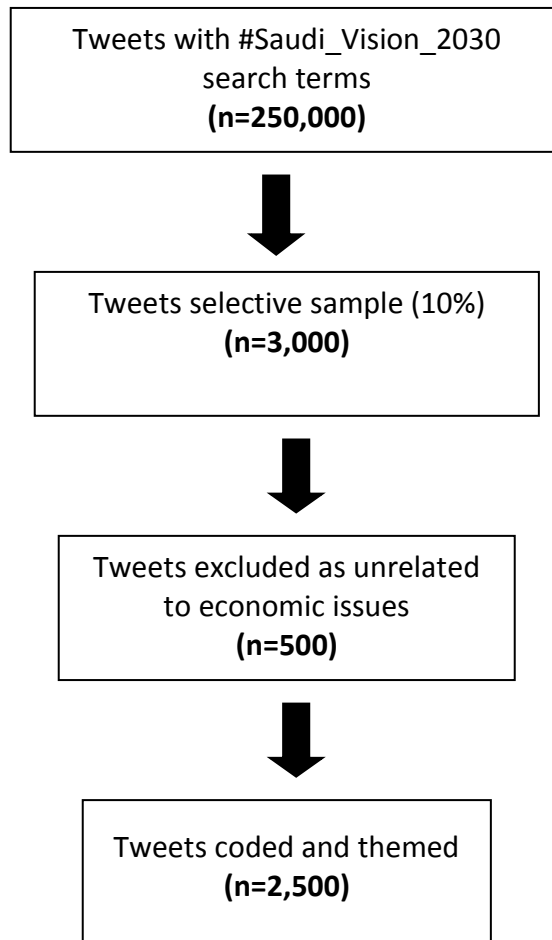 Tweets with #Saudi_Vision_2030
search terms
(n=250,000)
Tweets selective sample (10%)
(n=3,000)
Tweets excluded as unrelated
to economic issues
(n=500)
Tweets coded and themed
(n=2,500)